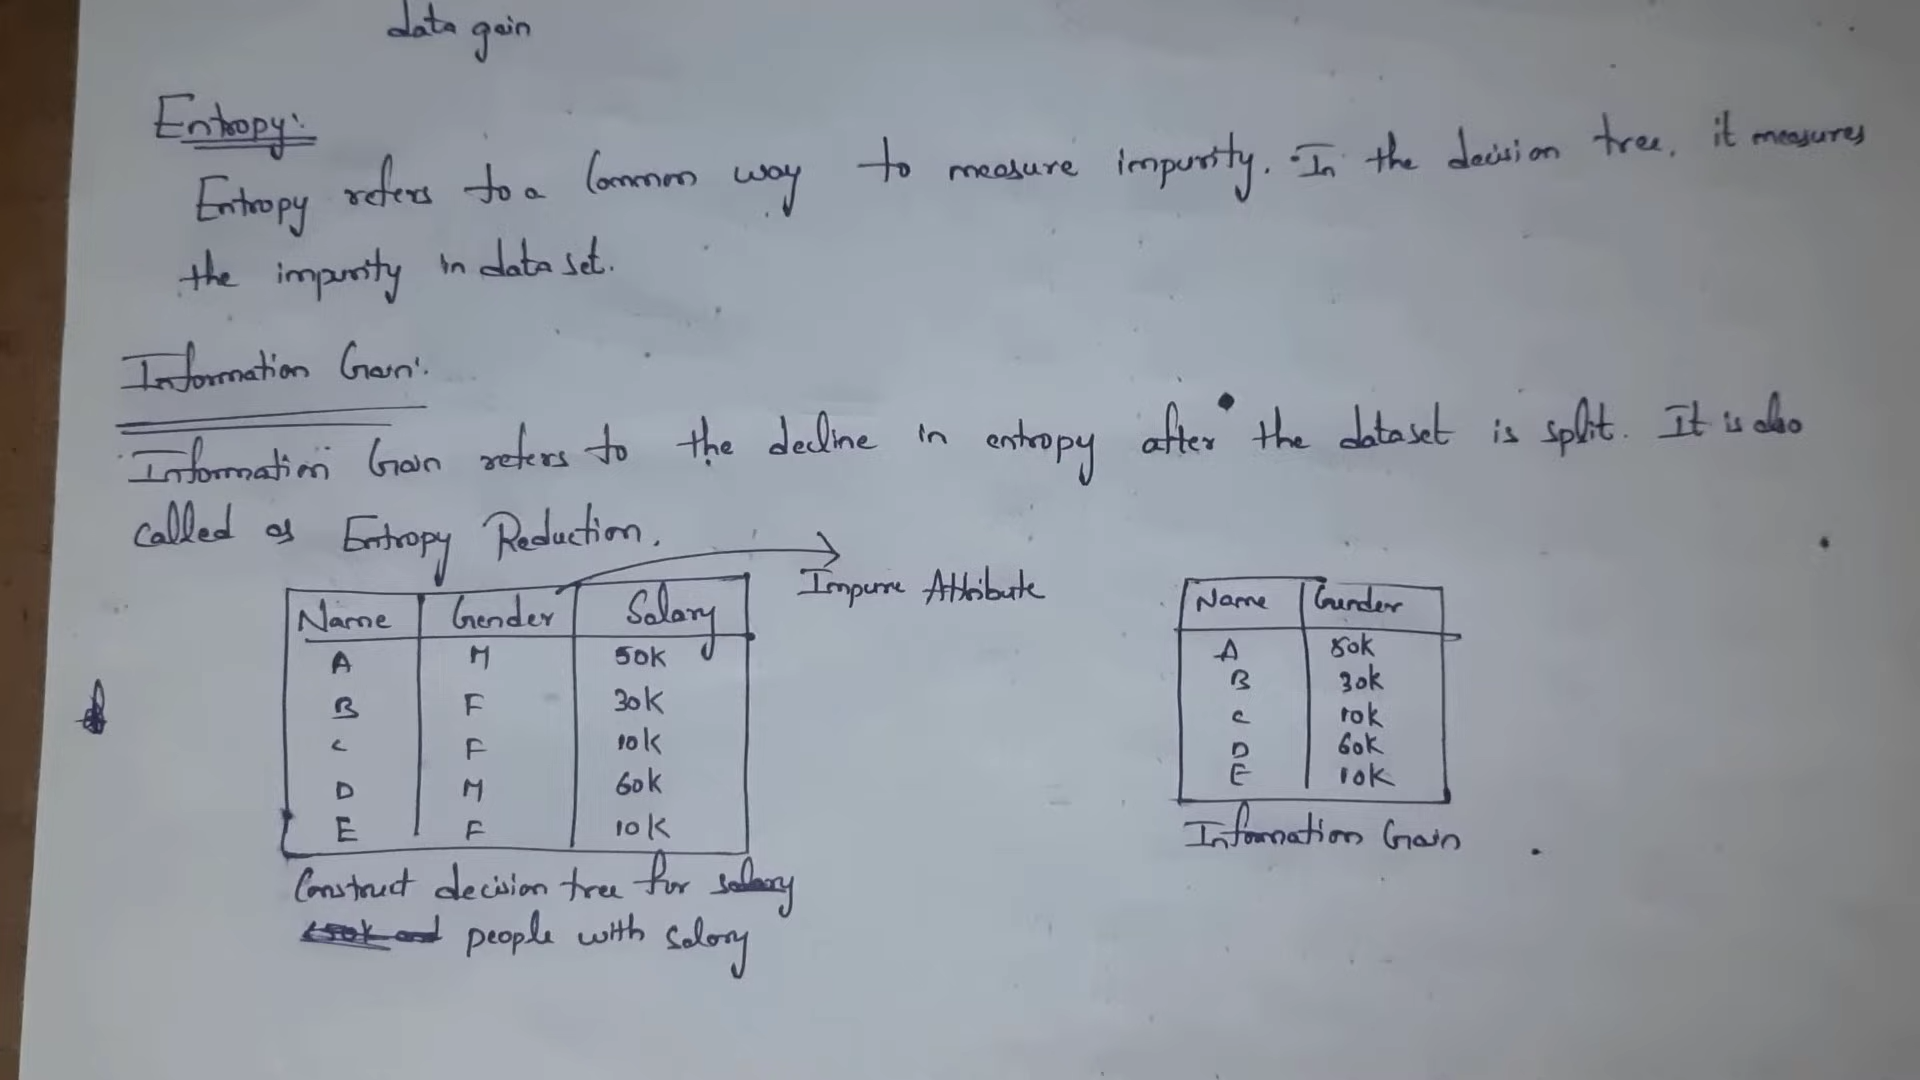 data gain
Entropy:
Entropy refers to a Common way to measure impurity. In the decision tree, it measures
the impurity in data set.
Information Gain:
Information Gain refers to the decline in entropy after the dataset is split. It is also
called as Entropy Reduction.
Impure Attribute
Name Gender Salary
A M 50K
B F 30K
C F 10K
D M 60K
E F 10K
Construct decision tree for salary
<50k and people with salary
Name Gender
A 50K
B 30K
C 10K
D 60K
E 10K
Information Gain